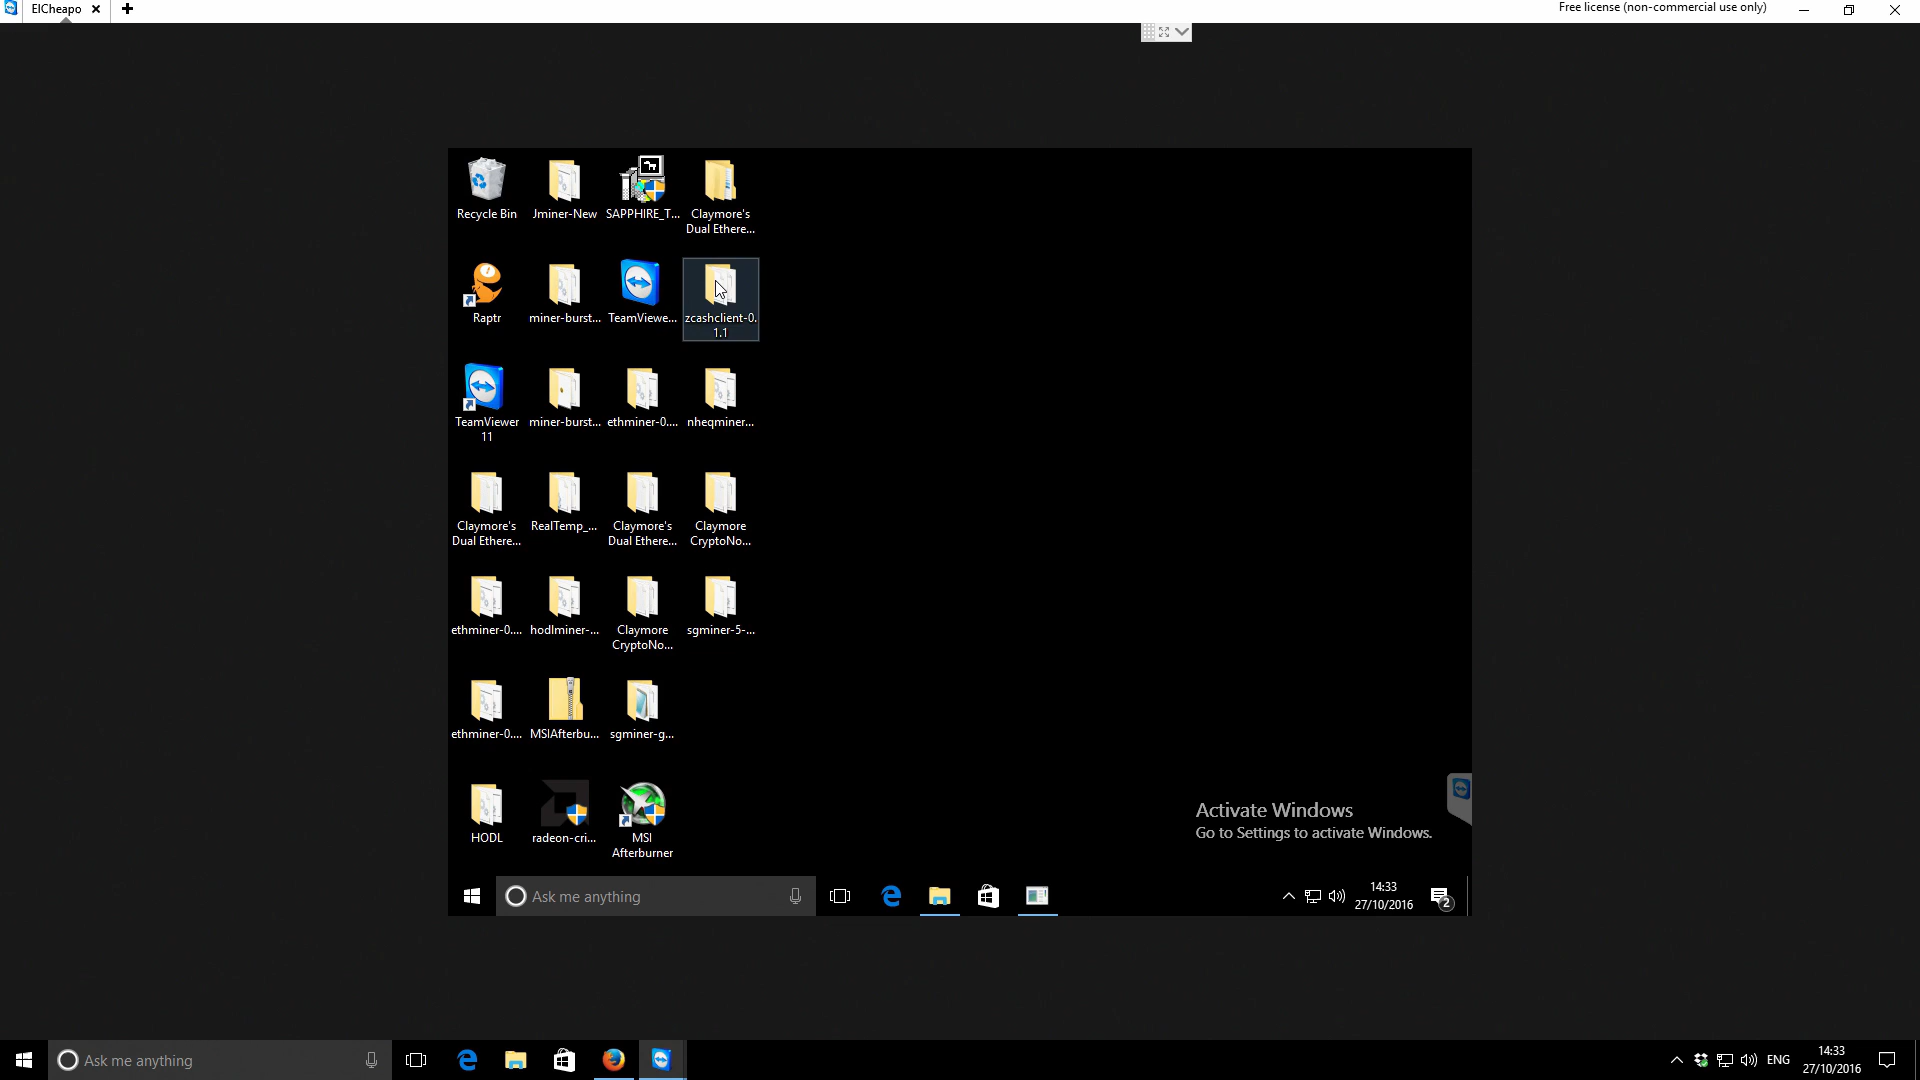 ElCheapo
Free license (non-commercial use only)
Recycle Bin
Jminer-New
SAPPHIRE_T...
Claymore's
Dual Ethere...
Raptr
miner-burst...
TeamViewe...
zcashclient-0.
1.1
TeamViewer
11
miner-burst...
ethminer-0....
nheqminer...
Claymore's
Dual Ethere...
RealTemp_...
Claymore's
Dual Ethere...
Claymore
CryptoNo...
ethminer-0....
hodlminer-...
Claymore
CryptoNo...
sgminer-5-...
ethminer-0....
MSIAfterbu...
sgminer-g...
HODL
radeon-cri...
MSI
Afterburner
Activate Windows
Go to Settings to activate Windows.
Ask me anything
14:33
27/10/2016
2
Ask me anything
ENG
14:33
27/10/2016